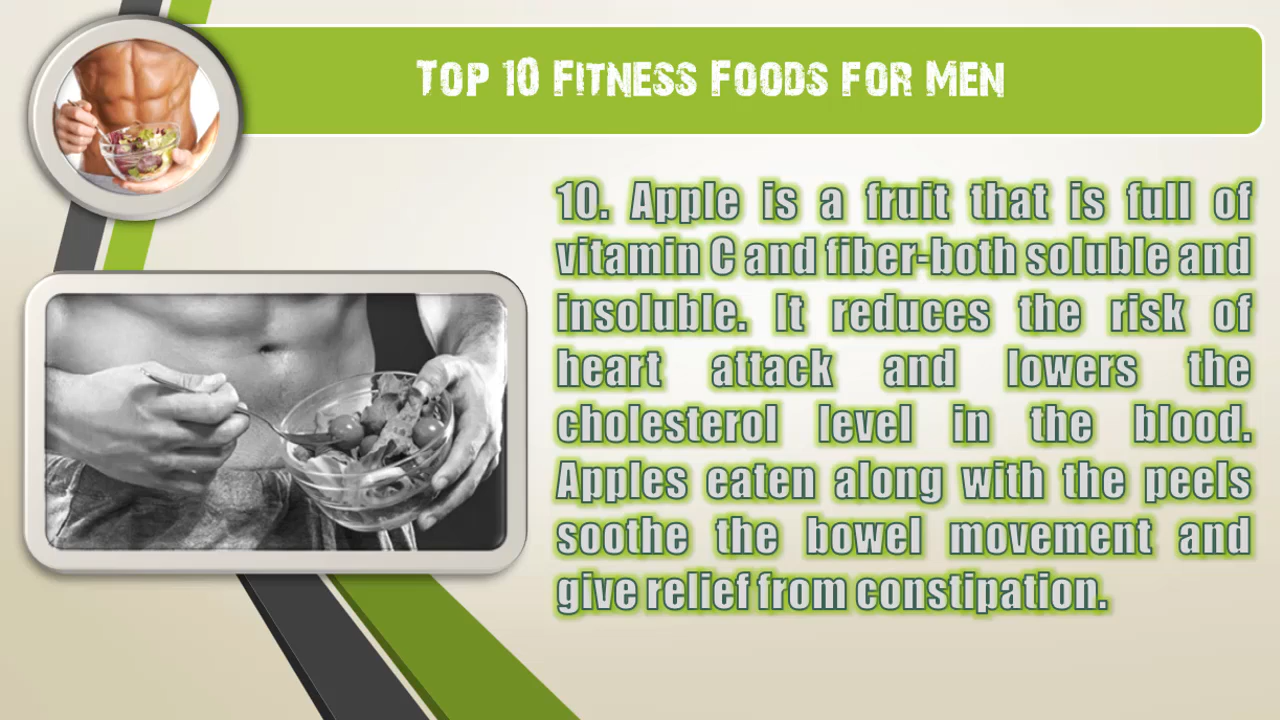 Top 10 Fitness Foods for Men
10. Apple is a fruit that is full of
vitamin C and fiber-both soluble and
insoluble. It reduces the risk of
heart attack and lowers the
cholesterol level in the blood.
Apples eaten along with the peels
soothe the bowel movement and
give relief from constipation.